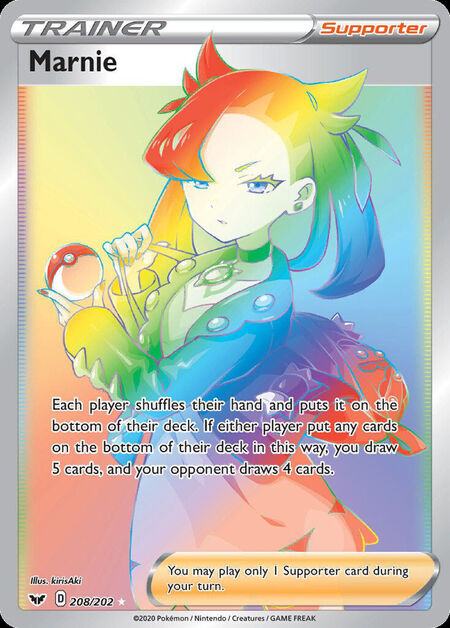 TRAINER Supporter
Marnie
Each player shuffles their hand and puts it on the
bottom of their deck. If either player put any cards
on the bottom of their deck in this way, you draw
5 cards, and your opponent draws 4 cards.
You may play only 1 Supporter card during
your turn.
Illus. kirisAki
D 208/202
©2020 Pokémon / Nintendo / Creatures / GAME FREAK